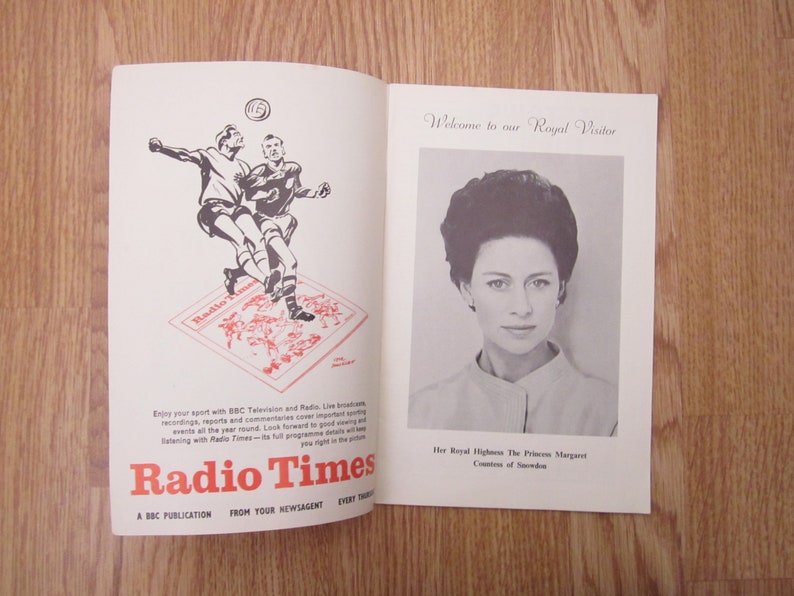 Radio Times
Enjoy your sport with BBC Television and Radio. Live broadcasts,
recordings, reports and commentaries cover important sporting
events all the year round. Look forward to good viewing and
listening with Radio Times—its full programme details will keep
you right in the picture.
Radio Times
A BBC PUBLICATION FROM YOUR NEWSAGENT EVERY
Welcome to our Royal Visitor
Her Royal Highness The Princess Margaret
Countess of Snowdon